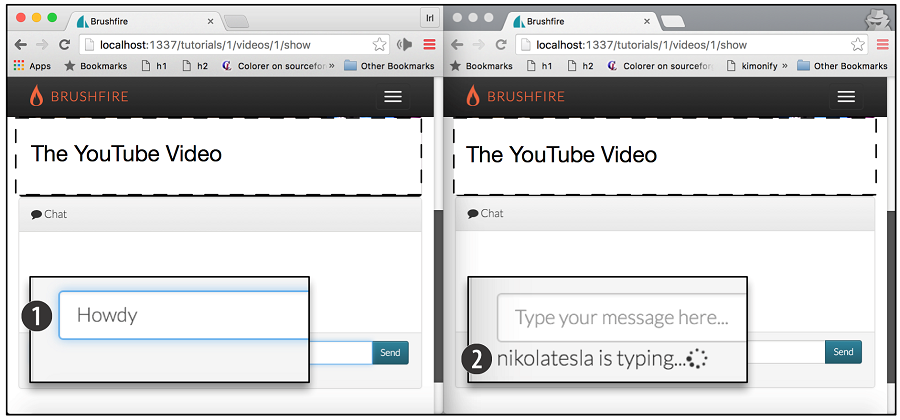 Brushfire
Irl
localhost:1337/tutorials/1/videos/1/show
Apps Bookmarks h1 h2 Colorer on sourcefor » Other Bookmarks
BRUSHFIRE
The YouTube Video
Chat
1 Howdy
Send
Brushfire
localhost:1337/tutorials/1/videos/1/show
Bookmarks h1 h2 Colorer on sourcefor kimonify » Other Bookmarks
BRUSHFIRE
The YouTube Video
Chat
Type your message here...
2 nikolatesla is typing...
Send